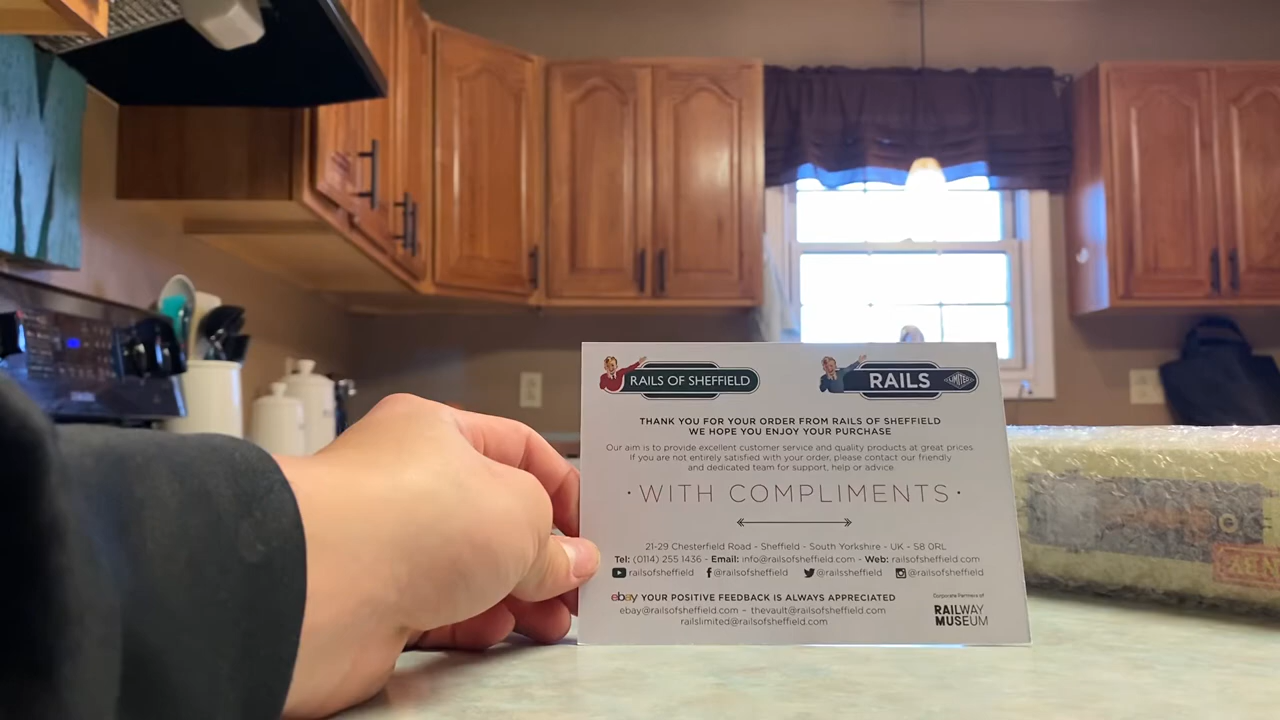 RAILS OF SHEFFIELD
RAILS LIMITED
THANK YOU FOR YOUR ORDER FROM RAILS OF SHEFFIELD
WE HOPE YOU ENJOY YOUR PURCHASE
Our aim is to provide excellent customer service and quality products at great prices.
If you are not entirely satisfied with your order, please contact our friendly
and dedicated team for support, help or advice.
· WITH COMPLIMENTS ·
21-29 Chesterfield Road - Sheffield - South Yorkshire - UK - S8 0RL
Tel: (0114) 255 1436 - Email: info@railsofsheffield.com - Web: railsofsheffield.com
railsofsheffield @railsofsheffield @railssheffield @railsofsheffield
ebay YOUR POSITIVE FEEDBACK IS ALWAYS APPRECIATED
ebay@railsofsheffield.com - thevault@railsofsheffield.com
railslimited@railsofsheffield.com
Corporate Partners of
RAILWAY
MUSEUM